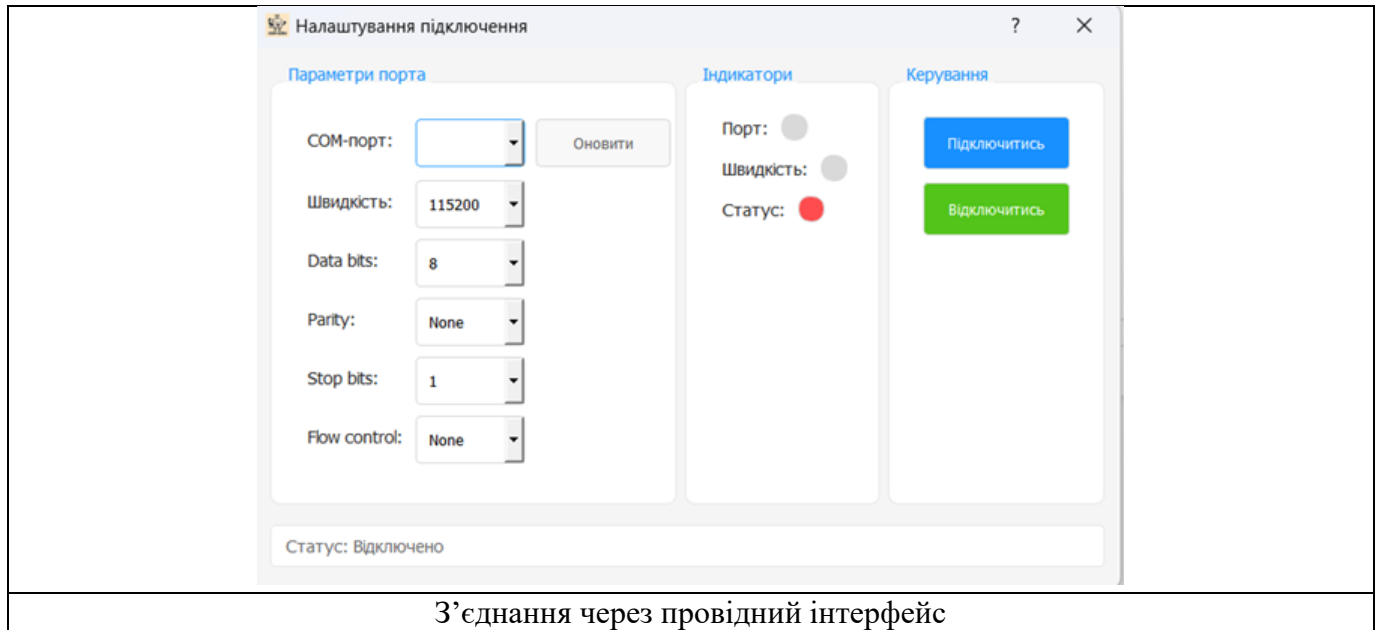 Налаштування підключення
?
Параметри порта
COM-порт:
Оновити
Швидкість:
115200
Data bits:
8
Parity:
None
Stop bits:
1
Flow control:
None
Індикатори
Порт:
Швидкість:
Статус:
Керування
Підключитись
Відключитись
Статус: Відключено
З’єднання через провідний інтерфейс